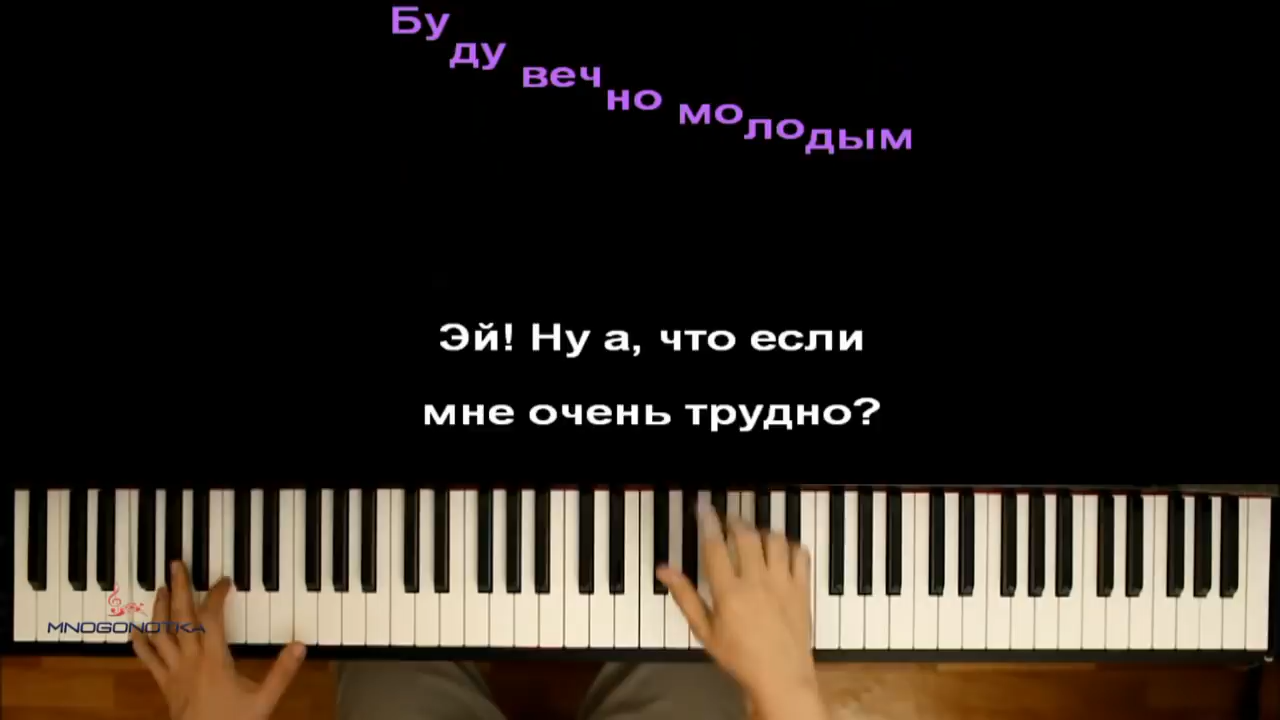 Буду вечно молодым
Эй! Ну а, что если
мне очень трудно?
MNOGONOTKA